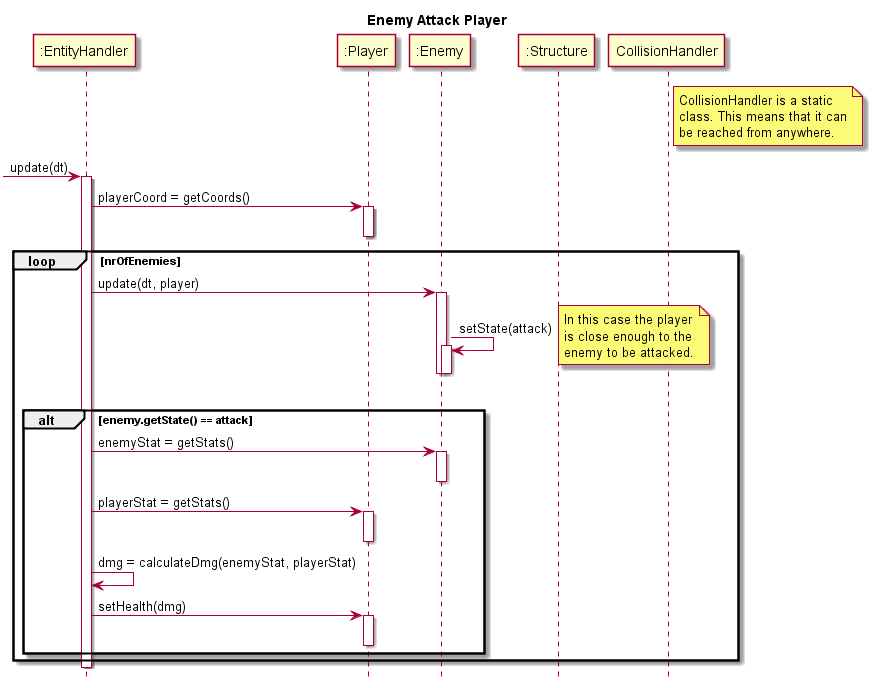 Enemy Attack Player
:EntityHandler
:Player
:Enemy
:Structure
CollisionHandler
CollisionHandler is a static
class. This means that it can
be reached from anywhere.
update(dt)
playerCoord = getCoords()
loop
[nrOfEnemies]
update(dt, player)
setState(attack)
In this case the player
is close enough to the
enemy to be attacked.
alt
[enemy.getState() == attack]
enemyStat = getStats()
playerStat = getStats()
dmg = calculateDmg(enemyStat, playerStat)
setHealth(dmg)